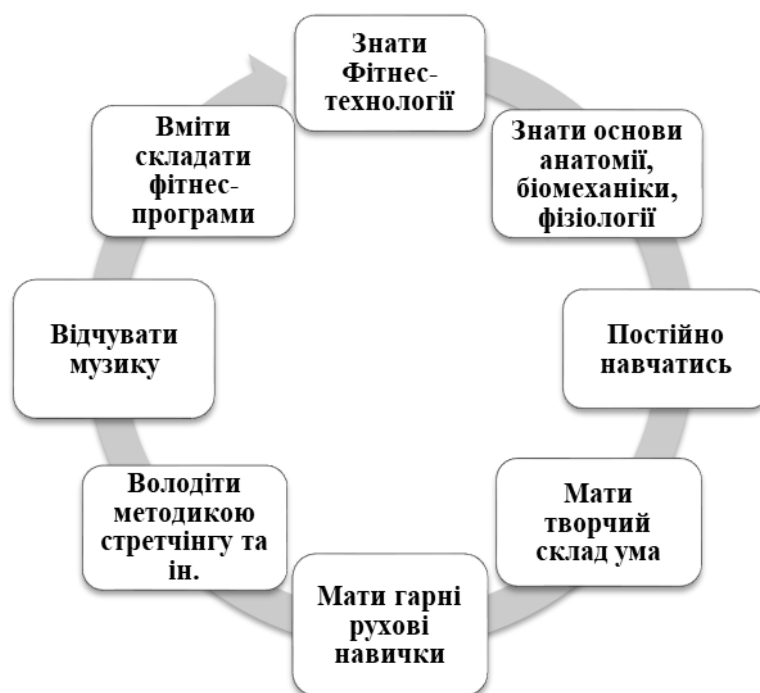 Знати
Фітнес-
технології
Знати основи
анатомії,
біомеханіки,
фізіології
Постійно
навчатись
Мати
творчий
склад ума
Мати гарні
рухові
навички
Володіти
методикою
стретчінгу та
ін.
Відчувати
музику
Вміти
складати
фітнес-
програми